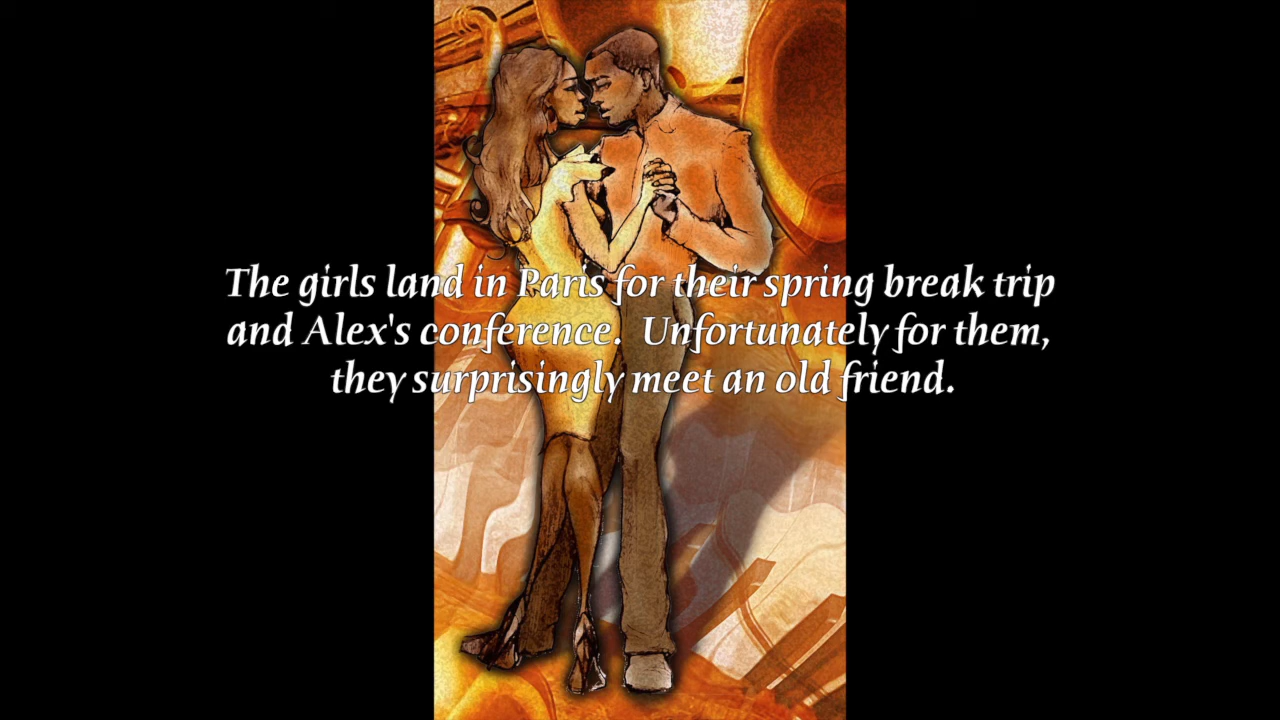 The girls land in Paris for their spring break trip
and Alex's conference.  Unfortunately for them,
they surprisingly meet an old friend.